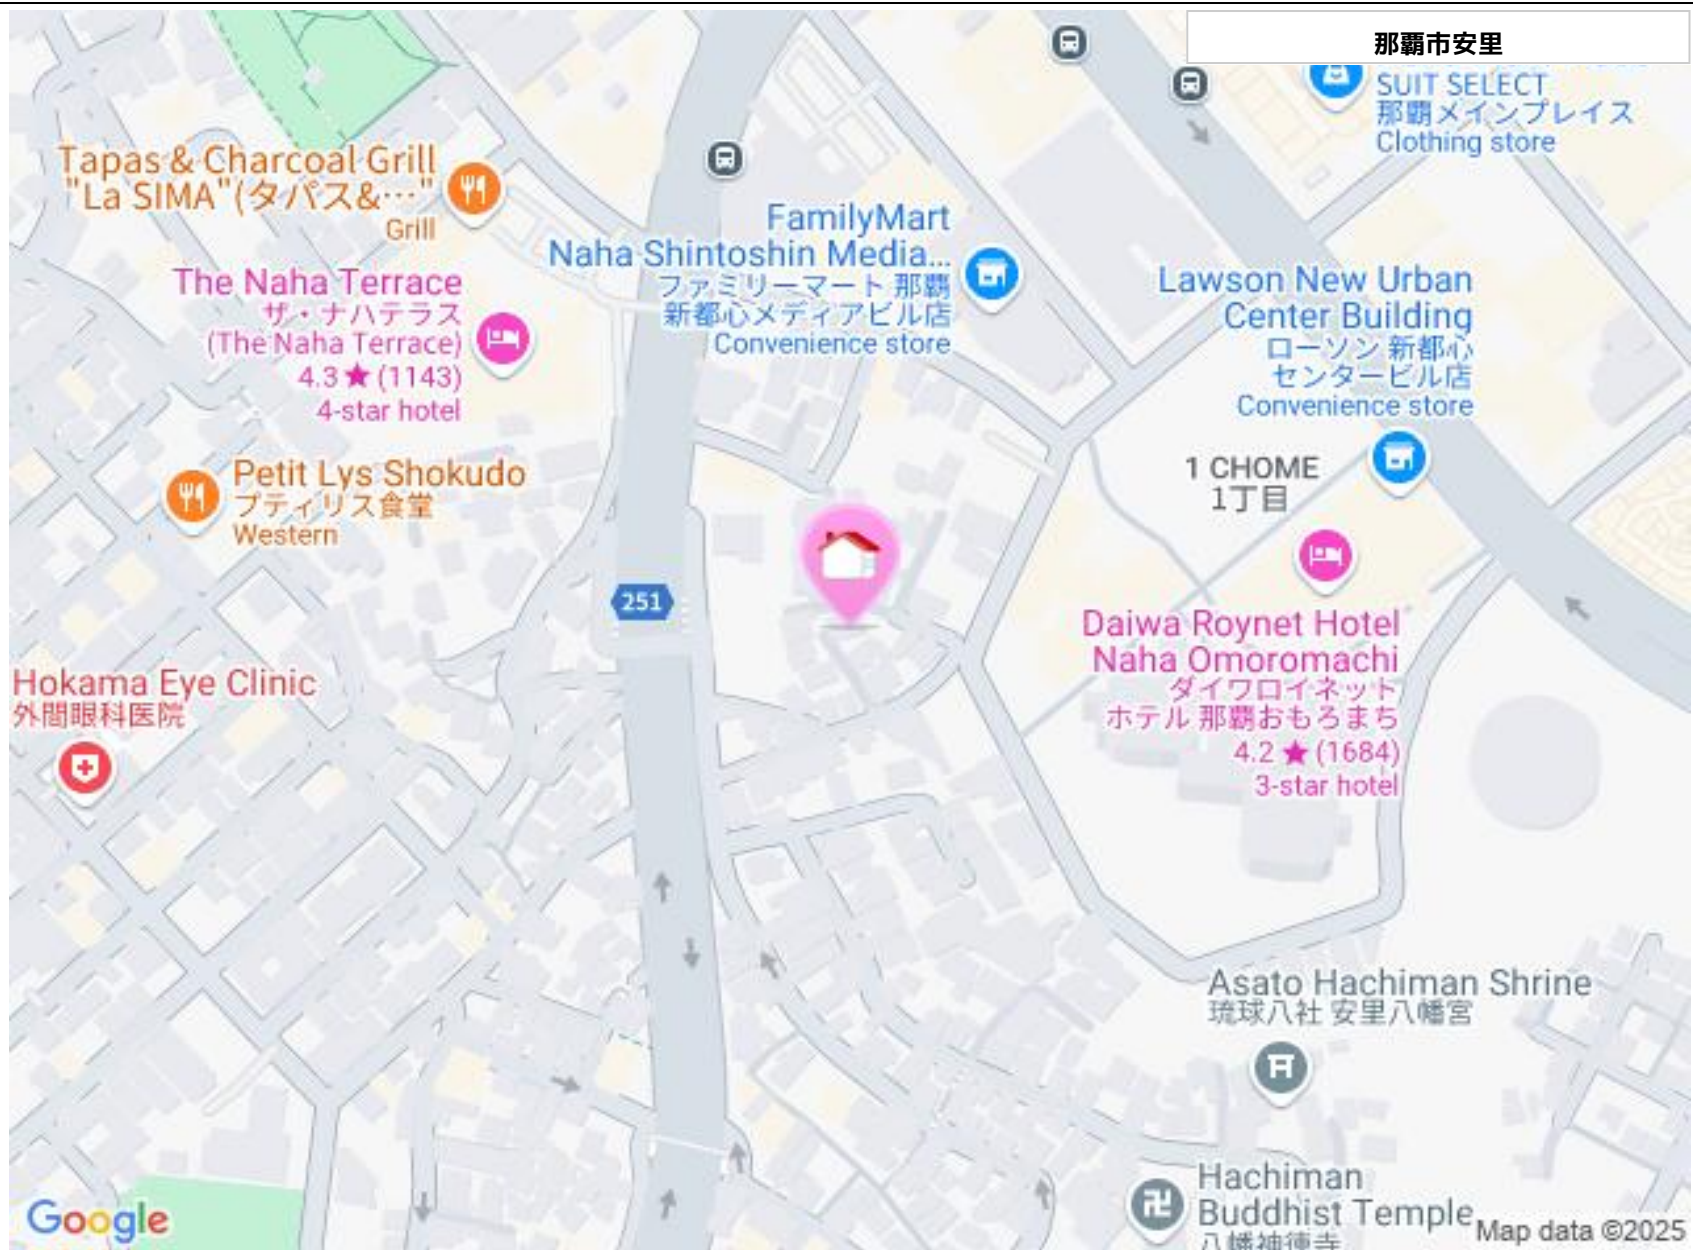 那覇市安里
SUIT SELECT
那覇メインプレイス
Clothing store
Tapas & Charcoal Grill
"La SIMA"(タパス&…"
Grill
FamilyMart
Naha Shintoshin Media...
ファミリーマート 那覇
新都心メディアビル店
Convenience store
The Naha Terrace
ザ・ナハテラス
(The Naha Terrace)
4.3 ★ (1143)
4-star hotel
Lawson New Urban
Center Building
ローソン 新都心
センタービル店
Convenience store
Petit Lys Shokudo
プティリス食堂
Western
1 CHOME
1丁目
251
Daiwa Roynet Hotel
Naha Omoromachi
ダイワロイネット
ホテル 那覇おもろまち
4.2 ★ (1684)
3-star hotel
Hokama Eye Clinic
外間眼科医院
Asato Hachiman Shrine
琉球八社 安里八幡宮
Hachiman
Buddhist Temple
八幡神徳寺
Google
Map data ©2025